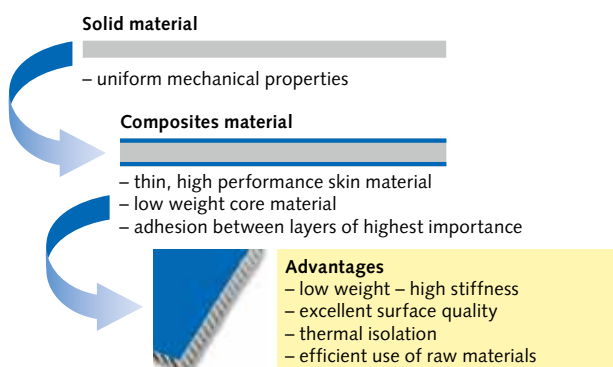 Solid material
– uniform mechanical properties
Composites material
– thin, high performance skin material
– low weight core material
– adhesion between layers of highest importance
Advantages
– low weight – high stiffness
– excellent surface quality
– thermal isolation
– efficient use of raw materials